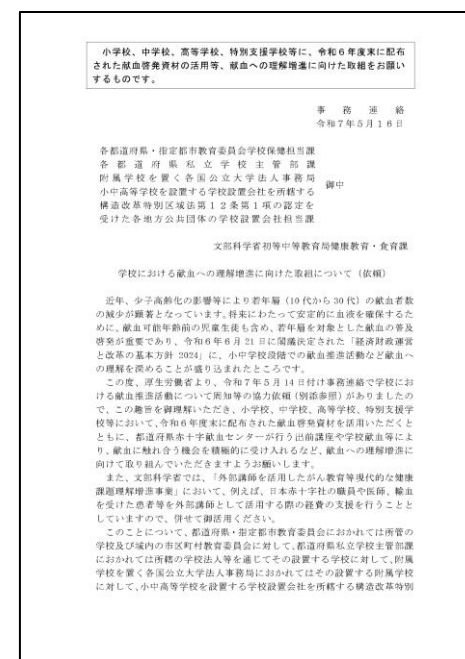 小学校、中学校、高等学校、特別支援学校等に、令和6年度末に配布
された献血啓発資材の活用等、献血への理解増進に向けた取組をお願い
するものです。
事務連絡
令和7年5月16日
各都道府県・指定都市教育委員会学校保健担当課
各都道府県私立学校主管部課
附属学校を置く各国公立大学法人事務局
小中高等学校を設置する学校設置会社を所轄する
構造改革特別区域法第12条第1項の認定を
受けた各地方公共団体の学校設置会社担当課
御中
文部科学省初等中等教育局健康教育・食育課
学校における献血への理解増進に向けた取組について（依頼）
近年、少子高齢化の影響等により若年層（10代から30代）の献血者数
の減少が顕著となっています。将来にわたって安定的に血液を確保するた
めに、献血可能年齢前の児童生徒も含め、若年層を対象とした献血の普及
啓発が重要であり、令和6年6月21日に閣議決定された「経済財政運営
と改革の基本方針2024」に、小中学校段階での献血推進活動など献血へ
の理解を深めることが盛り込まれたところです。
この度、厚生労働省より、令和7年5月14日付け事務連絡で学校にお
ける献血推進活動について周知等の協力依頼（別添参照）がありましたの
で、この趣旨を御理解いただき、小学校、中学校、高等学校、特別支援学
校等において、令和6年度末に配布された献血啓発資材を活用いただくと
ともに、都道府県赤十字血液センターが行う出前講座や学校献血等によ
り、献血に触れ合う機会を積極的に受け入れるなど、献血への理解増進に
向けて取り組んでいただきますようお願いします。
また、文部科学省では、「外部講師を活用したがん教育等現代的な健康
課題理解増進事業」において、例えば、日本赤十字社の職員や医師、輸血
を受けた患者等を外部講師として活用する際の経費の支援を行うことと
していますので、併せて御活用ください。
このことについて、都道府県・指定都市教育委員会におかれては所管の
学校及び域内の市区町村教育委員会に対して、都道府県私立学校主管部課
におかれては所轄の学校法人等を通じてその設置する学校に対して、附属
学校を置く各国公立大学法人事務局におかれてはその設置する附属学校
に対して、小中高等学校を設置する学校設置会社を所轄する構造改革特別